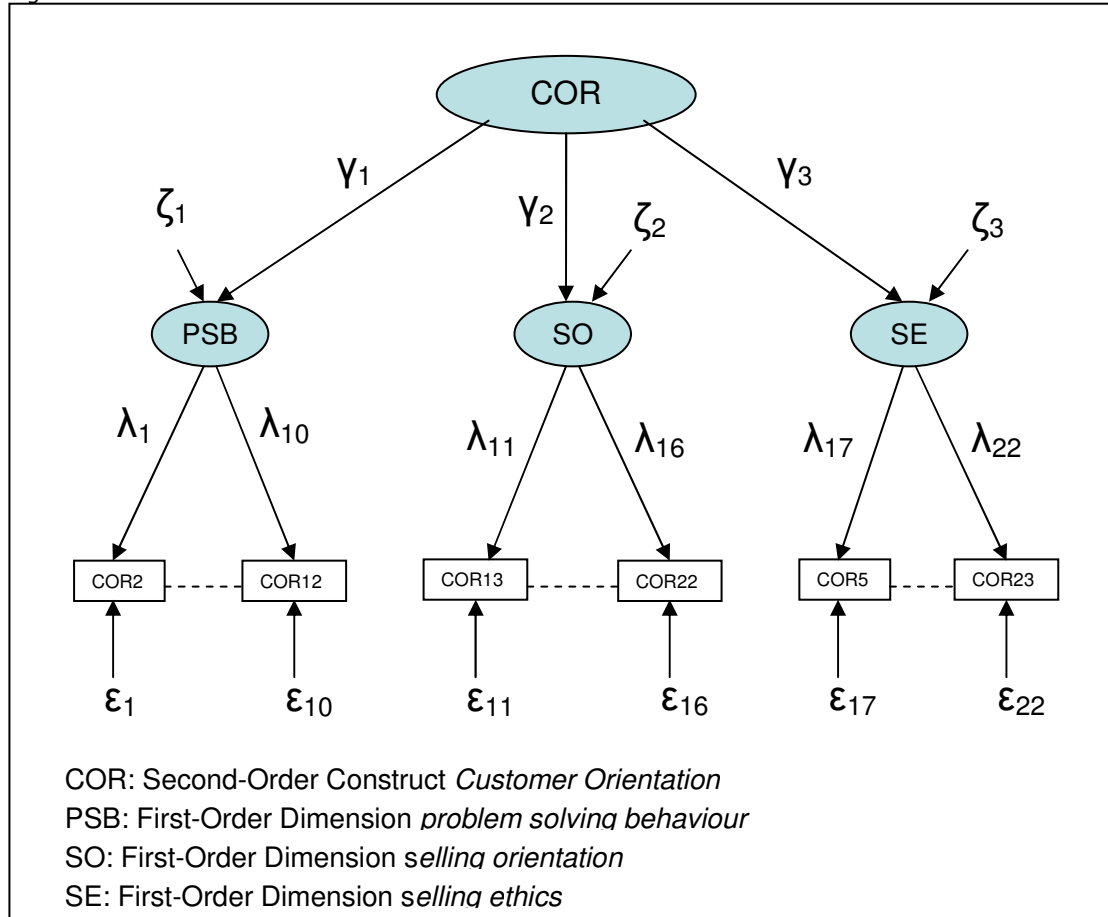 COR
γ1
γ2
γ3
ζ1
ζ2
ζ3
PSB
SO
SE
λ1
λ10
λ11
λ16
λ17
λ22
COR2
COR12
COR13
COR22
COR5
COR23
ε1
ε10
ε11
ε16
ε17
ε22
COR: Second-Order Construct Customer Orientation
PSB: First-Order Dimension problem solving behaviour
SO: First-Order Dimension selling orientation
SE: First-Order Dimension selling ethics